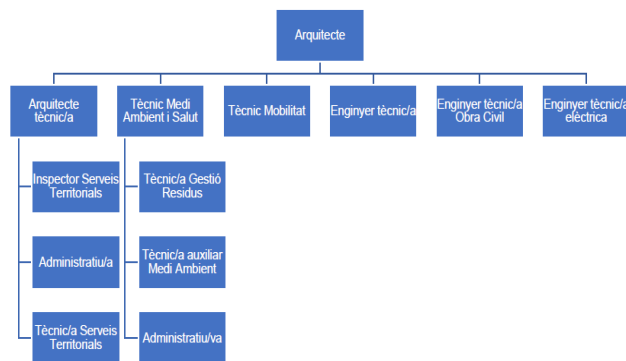 Arquitecte
Arquitecte
tècnic/a
Tècnic Medi
Ambient i Salut
Tècnic Mobilitat
Enginyer tècnic/a
Enginyer tècnic/a
Obra Civil
Enginyer tècnic/a
elèctrica
Inspector Serveis
Territorials
Administratiu/a
Tècnic/a Serveis
Territorials
Tècnic/a Gestió
Residus
Tècnic/a auxiliar
Medi Ambient
Administratiu/va